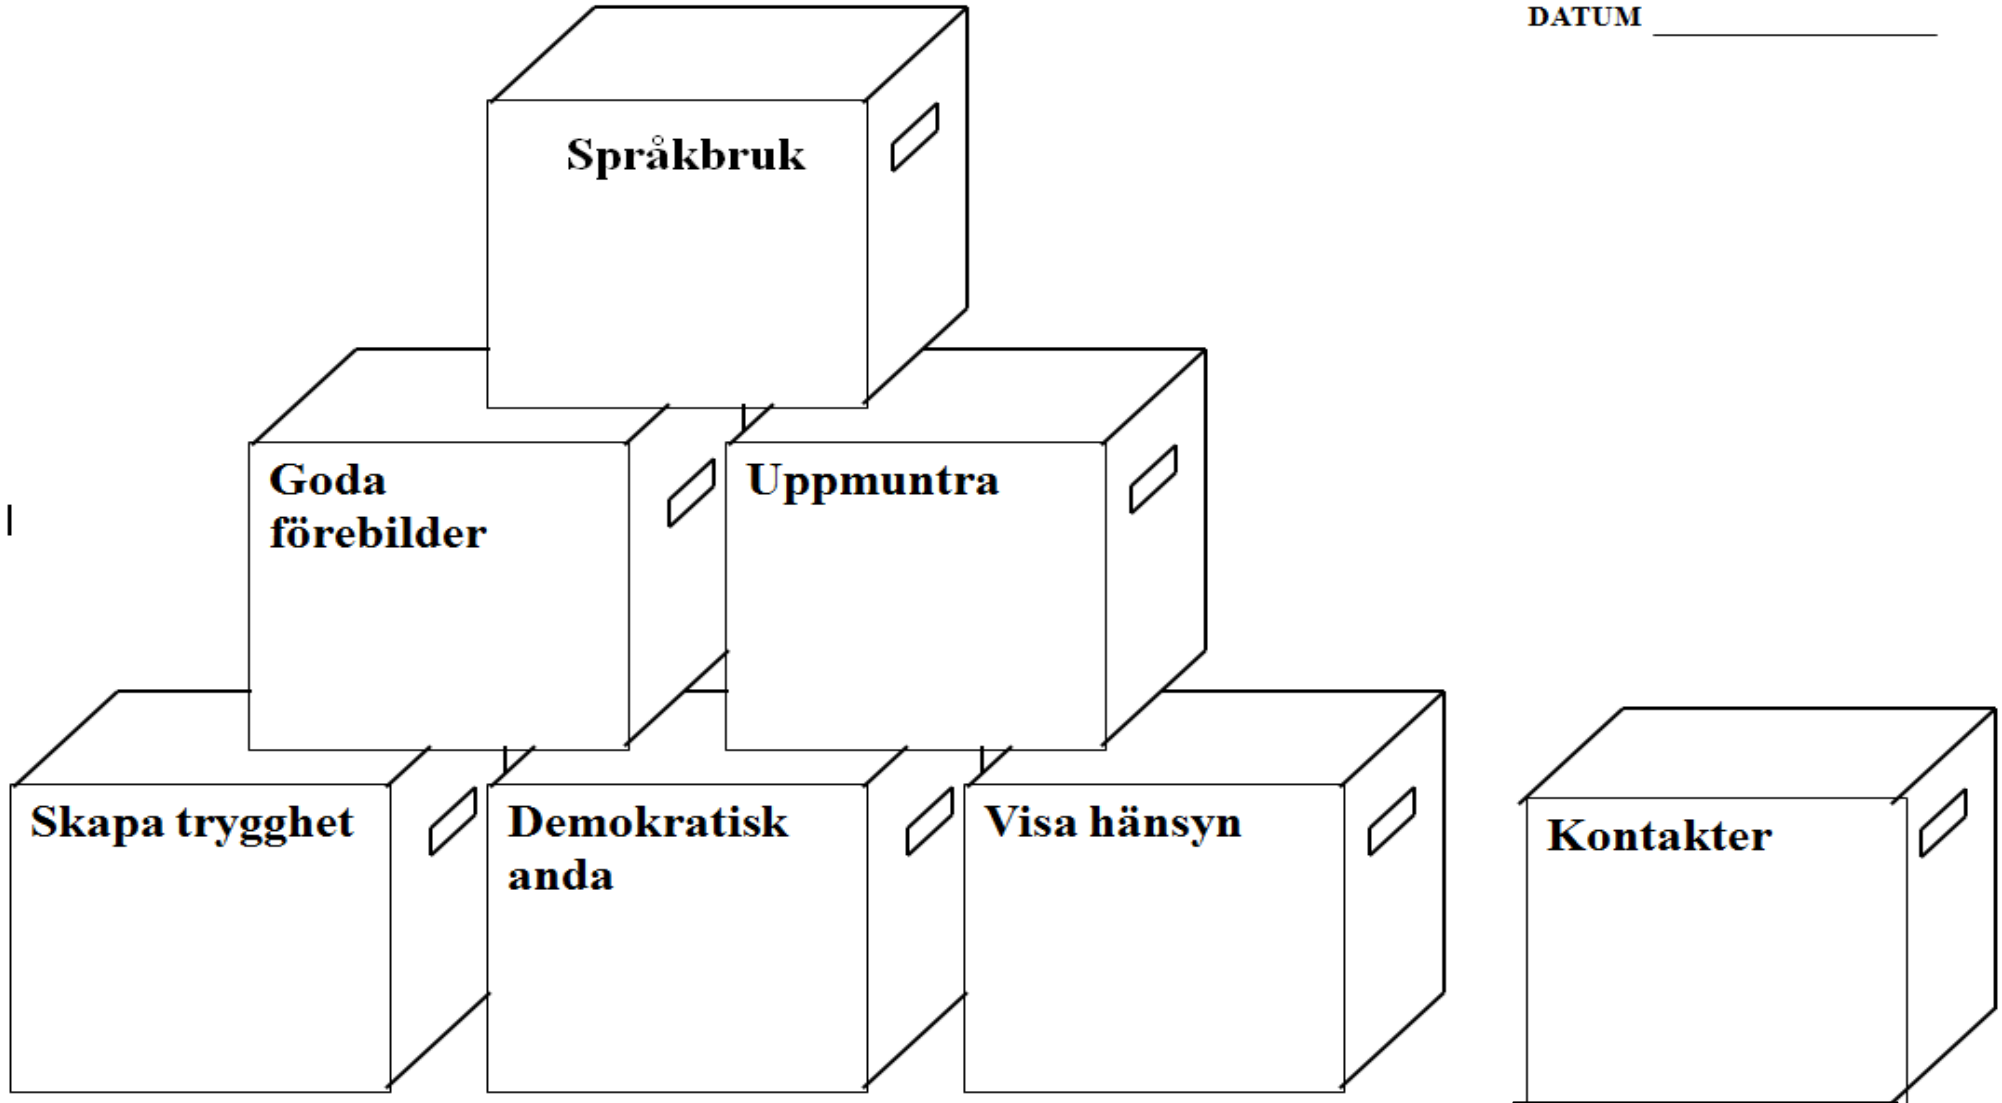 DATUM
Språkbruk
Goda
förebilder
Uppmuntra
Skapa trygghet
Demokratisk
anda
Visa hänsyn
Kontakter